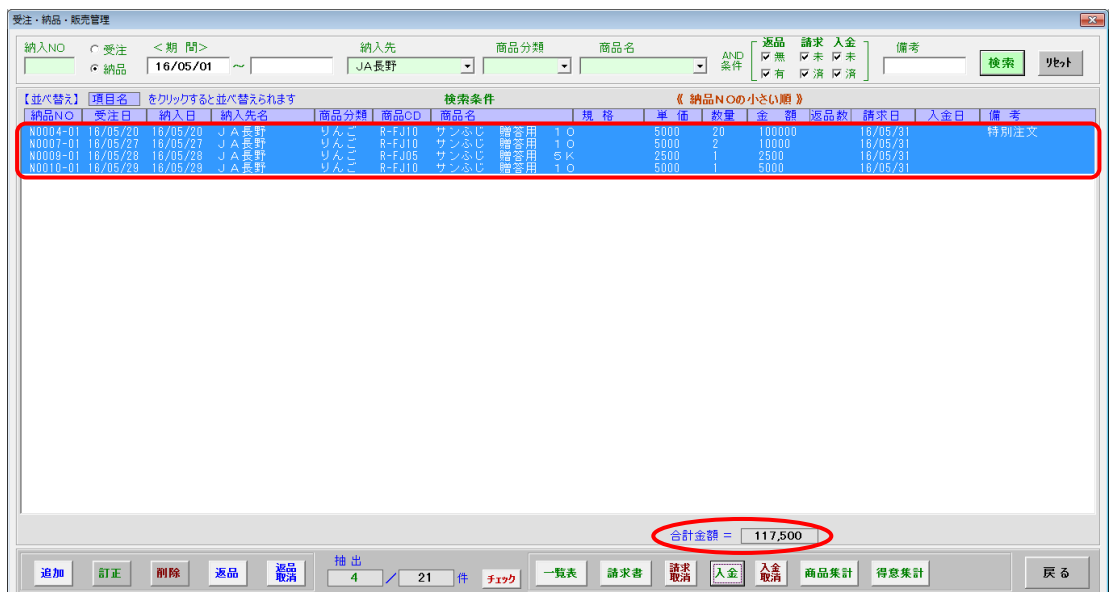 受注・納品・販売管理
納入NO ○ 受注 <期 間> 納入先 商品分類 商品名 AND 条件 返品 請求 入金 備考
無 未 未
納品 16/05/01 ～ JA長野 有 済 済 検索 リセット
【並べ替え】 項目名 をクリックすると並べ替えられます 検索条件 《 納品NOの小さい順 》
納品NO 受注日 納入日 納入先名 商品分類 商品CD 商品名 規 格 単 価 数量 金 額 返品数 請求日 入金日 備 考
N0004-01 16/05/20 16/05/20 ＪＡ長野 りんご R-FJ10 サンふじ 贈答用 １０ 5000 20 100000 16/05/31 特別注文
N0007-01 16/05/27 16/05/27 ＪＡ長野 りんご R-FJ10 サンふじ 贈答用 １０ 5000 2 10000 16/05/31
N0009-01 16/05/28 16/05/28 ＪＡ長野 りんご R-FJ05 サンふじ 贈答用 ５Ｋ 2500 1 2500 16/05/31
N0010-01 16/05/29 16/05/29 ＪＡ長野 りんご R-FJ10 サンふじ 贈答用 １０ 5000 1 5000 16/05/31
合計金額 = 117,500
追加 訂正 削除 返品 返品取消 抽 出 4 / 21 件 チェック 一覧表 請求書 請求取消 入金 入金取消 商品集計 得意集計 戻 る